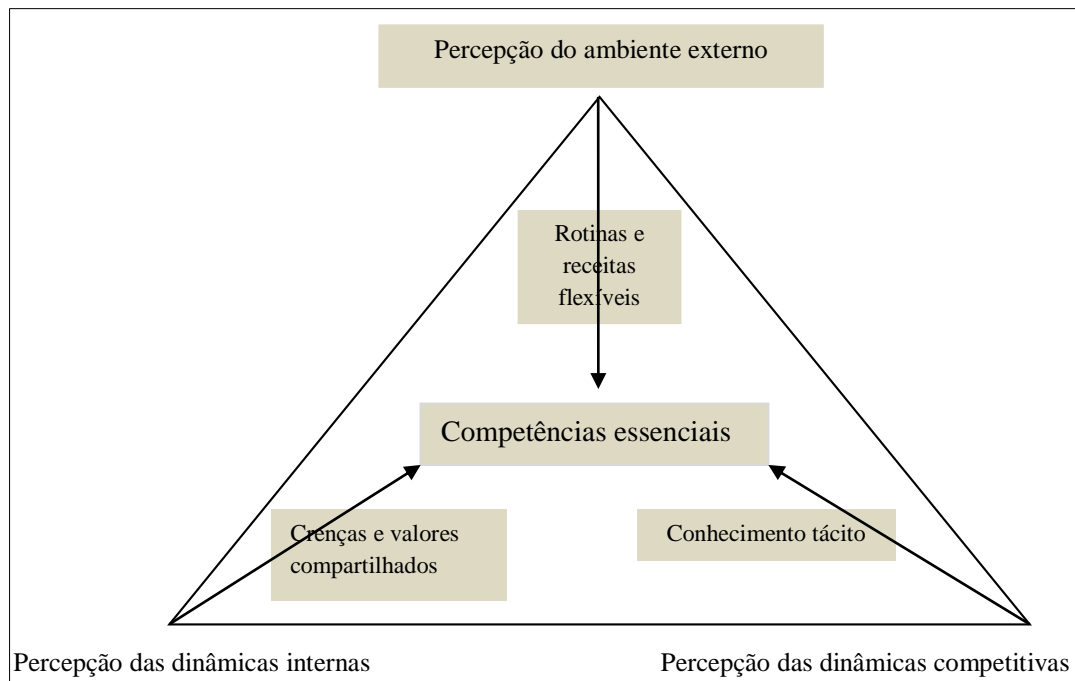 Percepção do ambiente externo
Rotinas e
receitas
flexíveis
Competências essenciais
Crenças e valores
compartilhados
Conhecimento tácito
Percepção das dinâmicas internas
Percepção das dinâmicas competitivas